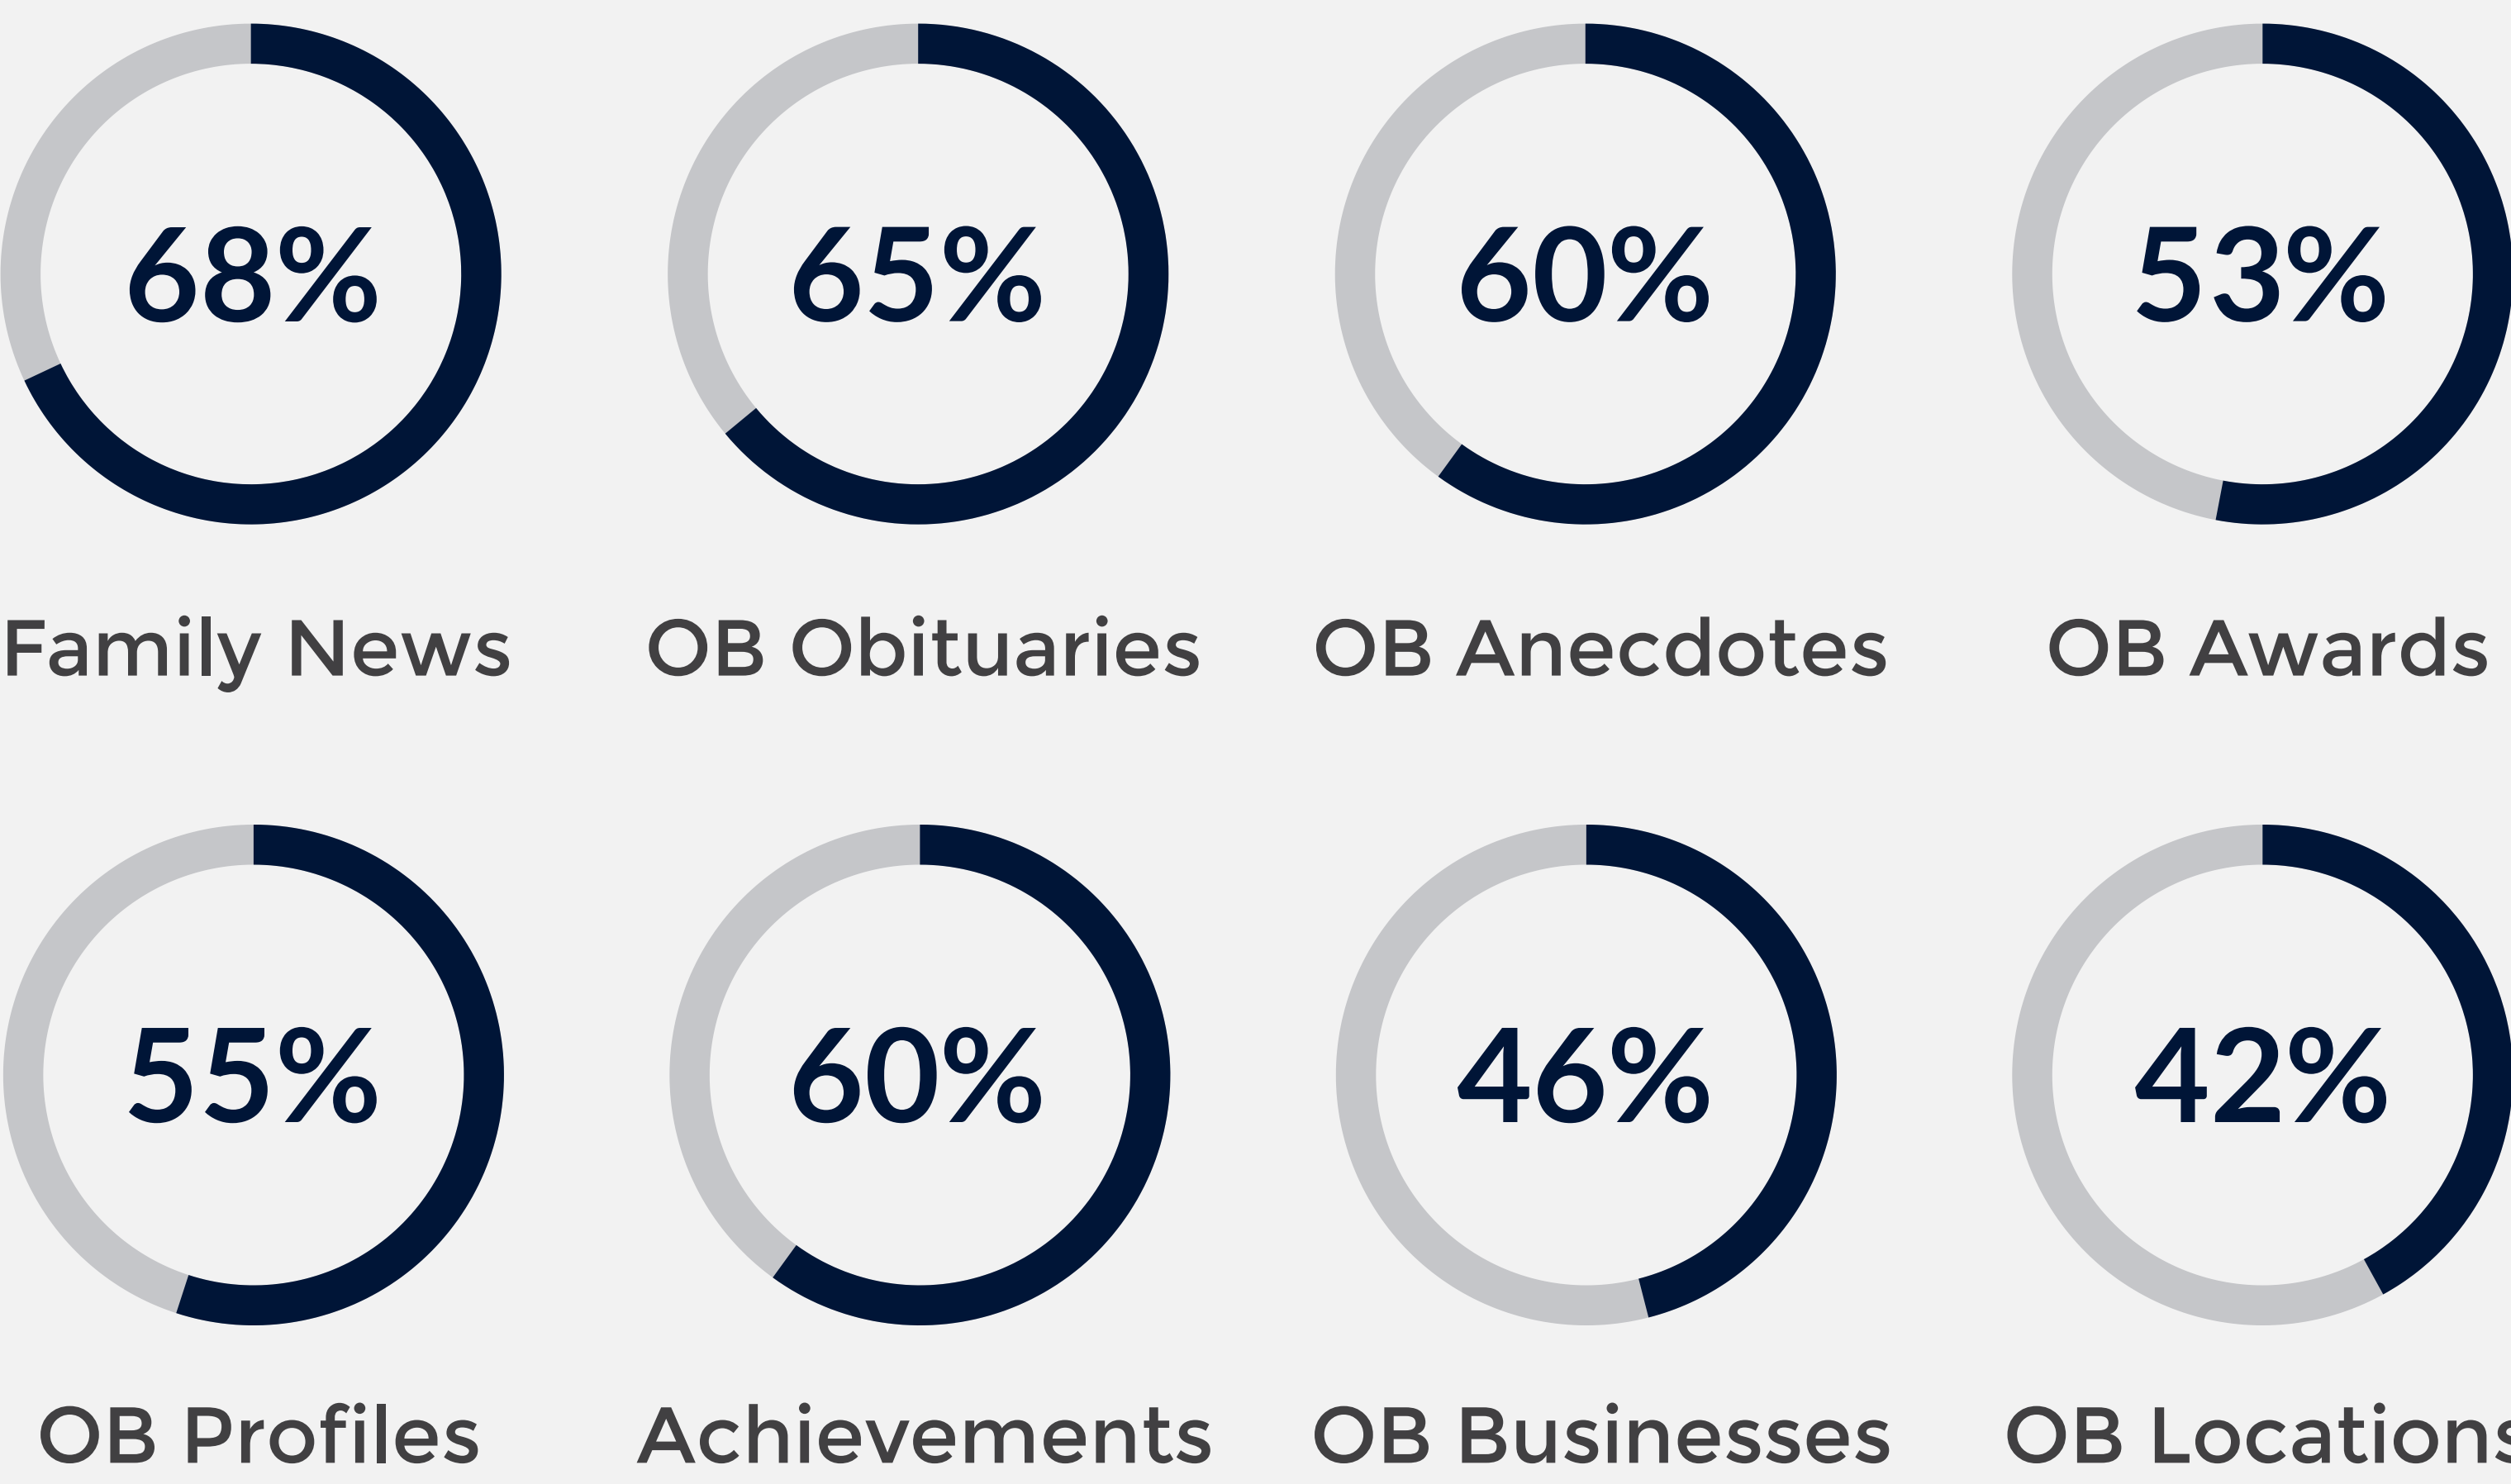 68% 65% 60% 53%
Family News OB Obituaries OB Anecdotes OB Awards
55% 60% 46% 42%
OB Profiles Achievements OB Businesses OB Locations